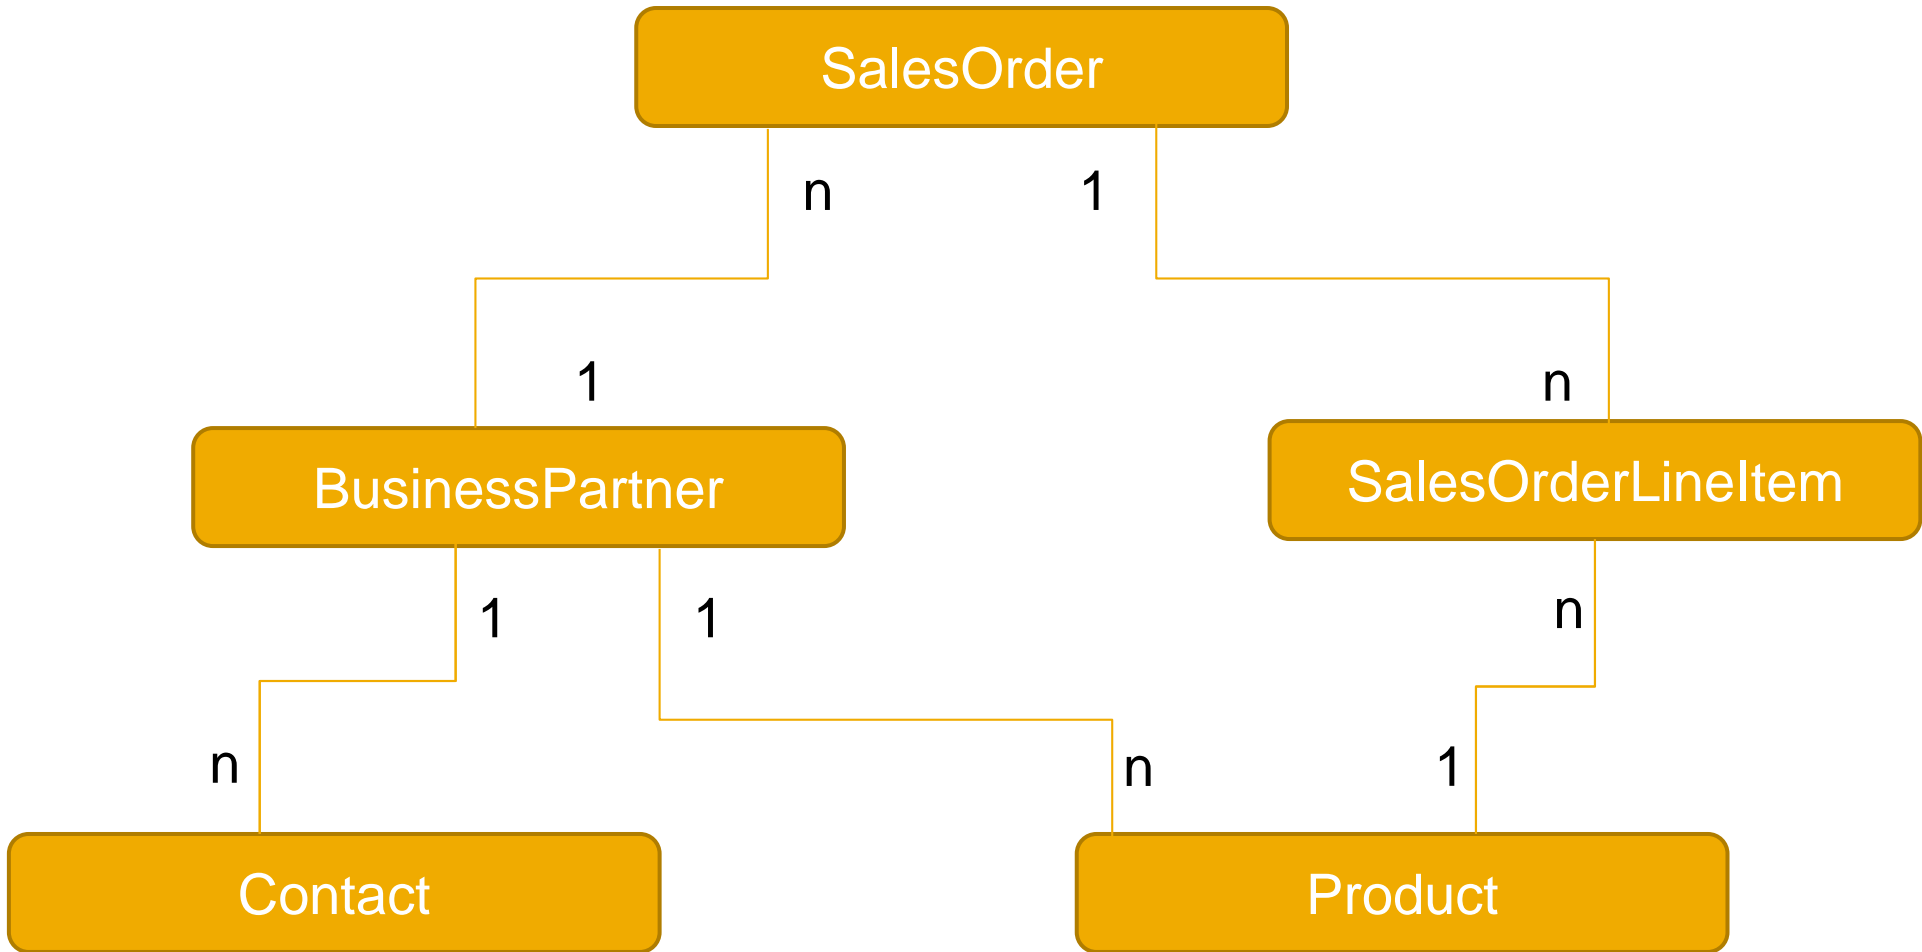 SalesOrder
n 1
1 n
BusinessPartner SalesOrderLineItem
1 1 n
n n 1
Contact Product